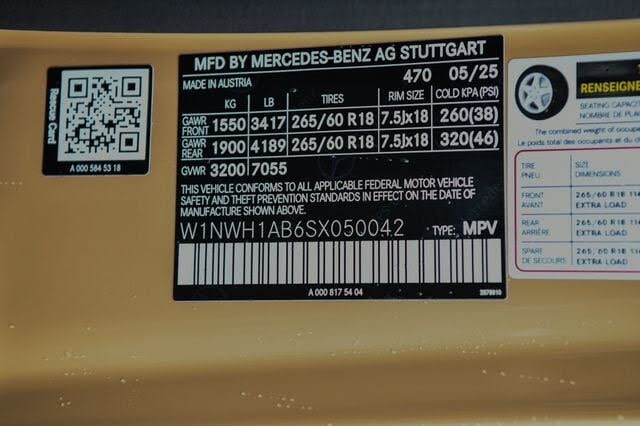 Rescue Card
A 000 584 53 18
MFD BY MERCEDES-BENZ AG STUTTGART
MADE IN AUSTRIA 470 05/25
KG LB TIRES RIM SIZE COLD KPA(PSI)
GAWR FRONT 1550 3417 265/60 R18 7.5Jx18 260(38)
GAWR REAR 1900 4189 265/60 R18 7.5Jx18 320(46)
GVWR 3200 7055
THIS VEHICLE CONFORMS TO ALL APPLICABLE FEDERAL MOTOR VEHICLE
SAFETY AND THEFT PREVENTION STANDARDS IN EFFECT ON THE DATE OF
MANUFACTURE SHOWN ABOVE.
W1NWH1AB6SX050042 TYPE: MPV
A 000 817 54 04
RENSEIGNE
SEATING CAPAC
NOMBRE DE PLA
The combined weight of occup
Le poids total des occup
TIRE SIZE
PNEU DIMENSIONS
FRONT 265/60 R18 11
AVANT EXTRA LOAD
REAR 265/60 R18 11
ARRIÈRE EXTRA LOAD
SPARE 265/60 R18 11
DE SECOURS EXTRA LOAD